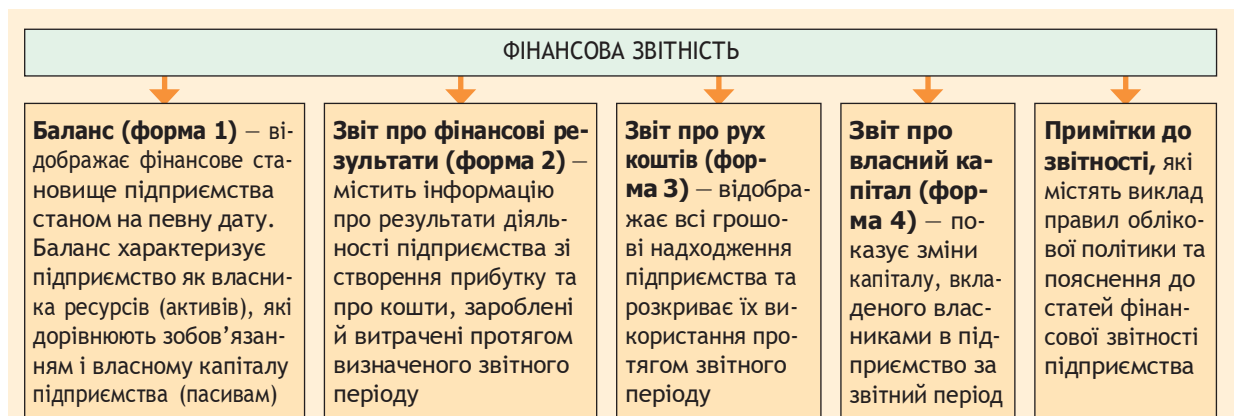 ФІНАНСОВА ЗВІТНІСТЬ
Баланс (форма 1) — ві-
дображає фінансове ста-
новище підприємства
станом на певну дату.
Баланс характеризує
підприємство як власни-
ка ресурсів (активів), які
дорівнюють зобов’язан-
ням і власному капіталу
підприємства (пасивам)
Звіт про фінансові ре-
зультати (форма 2) —
містить інформацію
про результати діяль-
ності підприємства зі
створення прибутку та
про кошти, зароблені
й витрачені протягом
визначеного звітного
періоду
Звіт про рух
коштів (фор-
ма 3) — відобра-
жає всі грошо-
ві надходження
підприємства та
розкриває їх ви-
користання про-
тягом звітного
періоду
Звіт про
власний ка-
пітал (фор-
ма 4) — по-
казує зміни
капіталу, вкла-
деного влас-
никами в під-
приємство за
звітний період
Примітки до
звітності, які
містять виклад
правил обліко-
вої політики та
пояснення до
статей фінан-
сової звітності
підприємства